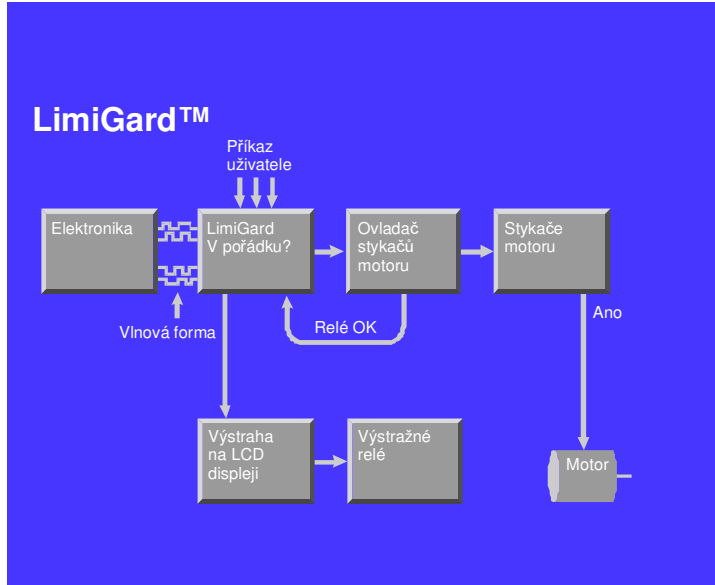 LimiGard™
Příkaz
uživatele
Elektronika
LimiGard
V pořádku?
Ovladač
stykačů
motoru
Stykače
motoru
Vlnová forma
Relé OK
Ano
Výstraha
na LCD
displeji
Výstražné
relé
Motor